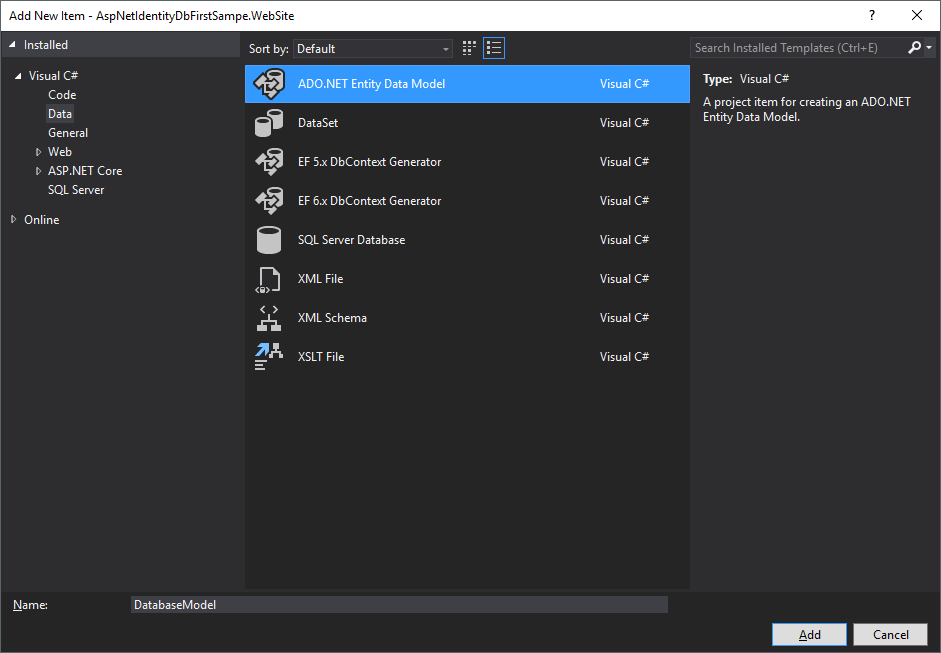 Add New Item - AspNetIdentityDbFirstSampe.WebSite
?
Installed
Sort by: Default
Search Installed Templates (Ctrl+E)
Visual C#
Code
Data
General
Web
ASP.NET Core
SQL Server
Online
ADO.NET Entity Data Model Visual C#
DataSet Visual C#
EF 5.x DbContext Generator Visual C#
EF 6.x DbContext Generator Visual C#
SQL Server Database Visual C#
XML File Visual C#
XML Schema Visual C#
XSLT File Visual C#
Type: Visual C#
A project item for creating an ADO.NET
Entity Data Model.
Name: DatabaseModel
Add Cancel